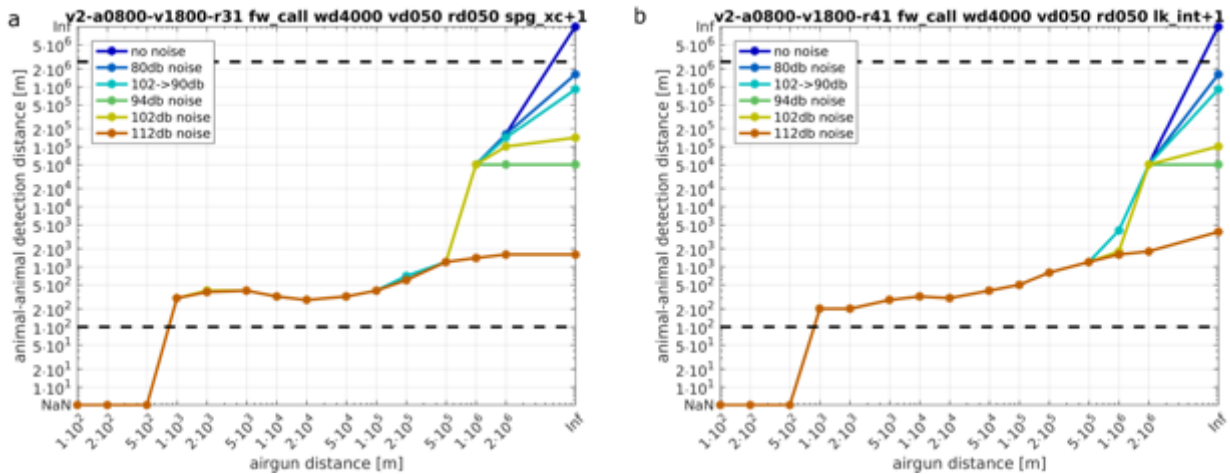 a
y2-a0800-v1800-r31 fw_call wd4000 vd050 rd050 spg_xc+1
Inf
5·10⁶
2·10⁶
1·10⁶
5·10⁵
2·10⁵
1·10⁵
5·10⁴
2·10⁴
1·10⁴
5·10³
2·10³
1·10³
5·10²
2·10²
1·10²
5·10¹
2·10¹
1·10¹
NaN
animal-animal detection distance [m]
no noise
80db noise
102->90db
94db noise
102db noise
112db noise
1·10² 2·10² 5·10² 1·10³ 2·10³ 5·10³ 1·10⁴ 2·10⁴ 5·10⁴ 1·10⁵ 2·10⁵ 5·10⁵ 1·10⁶ 2·10⁶ Inf
airgun distance [m]
b
y2-a0800-v1800-r41 fw_call wd4000 vd050 rd050 lk_int+1
Inf
5·10⁶
2·10⁶
1·10⁶
5·10⁵
2·10⁵
1·10⁵
5·10⁴
2·10⁴
1·10⁴
5·10³
2·10³
1·10³
5·10²
2·10²
1·10²
5·10¹
2·10¹
1·10¹
NaN
animal-animal detection distance [m]
no noise
80db noise
102->90db
94db noise
102db noise
112db noise
1·10² 2·10² 5·10² 1·10³ 2·10³ 5·10³ 1·10⁴ 2·10⁴ 5·10⁴ 1·10⁵ 2·10⁵ 5·10⁵ 1·10⁶ 2·10⁶ Inf
airgun distance [m]